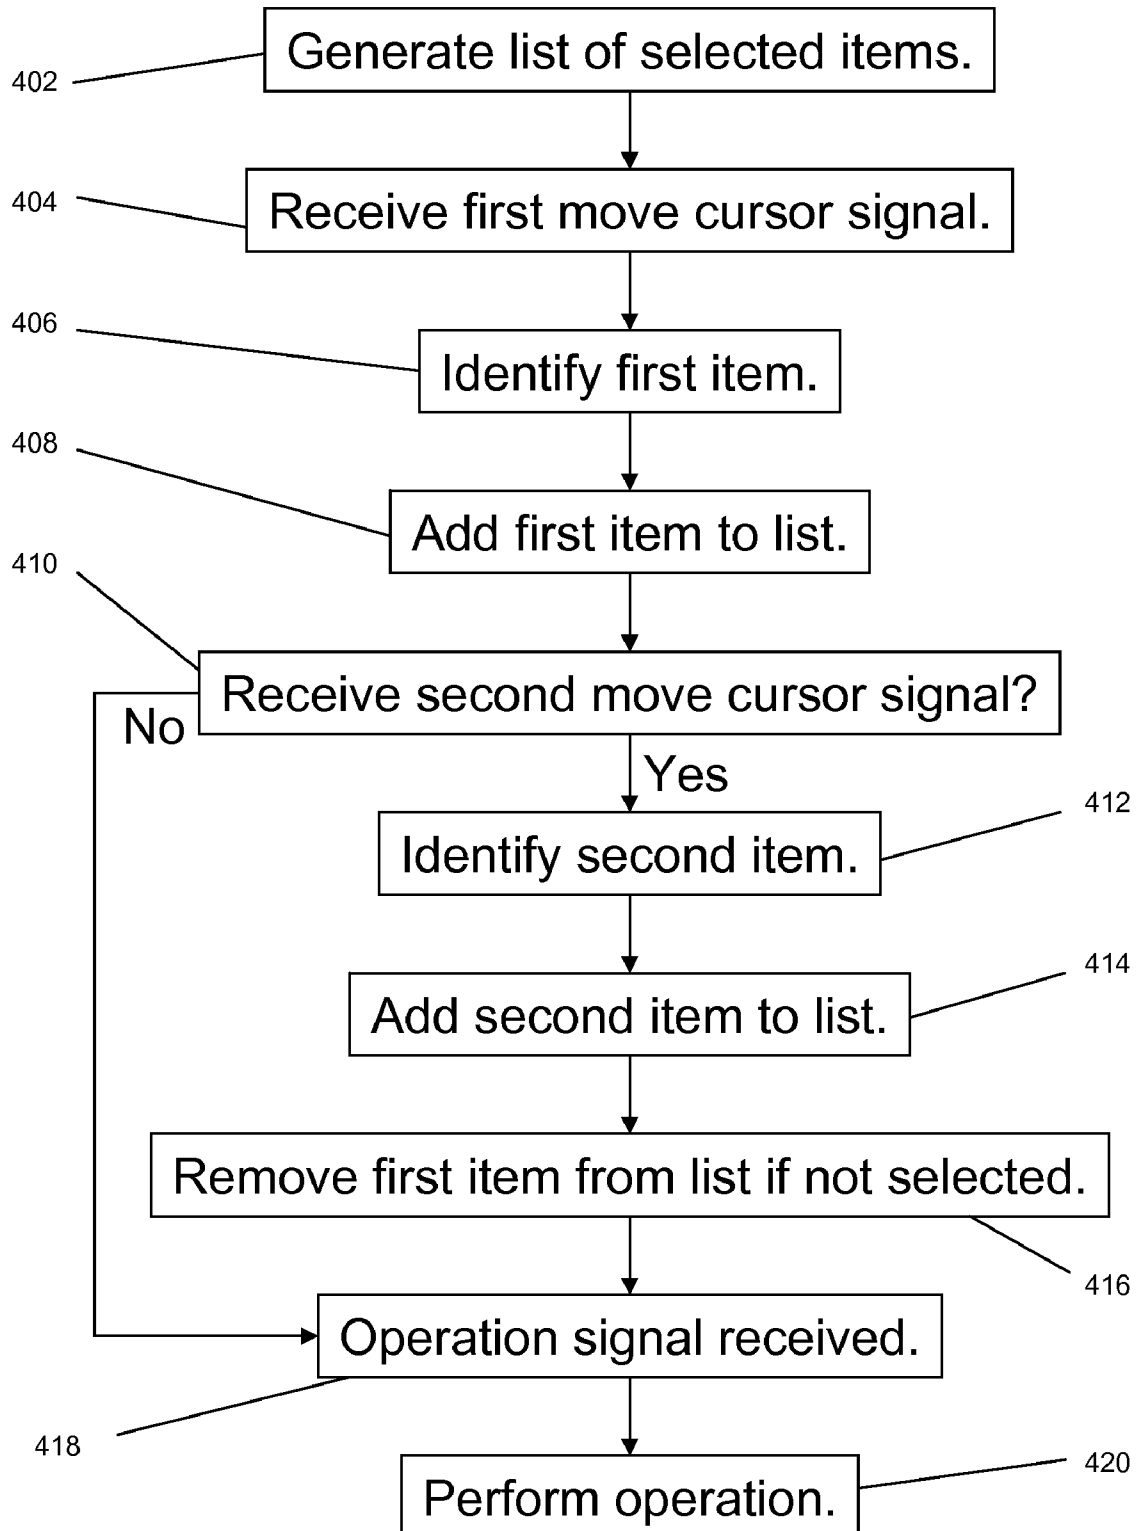 402
Generate list of selected items.
404
Receive first move cursor signal.
406
Identify first item.
408
Add first item to list.
410
Receive second move cursor signal?
No
Yes
412
Identify second item.
414
Add second item to list.
Remove first item from list if not selected.
416
Operation signal received.
418
420
Perform operation.